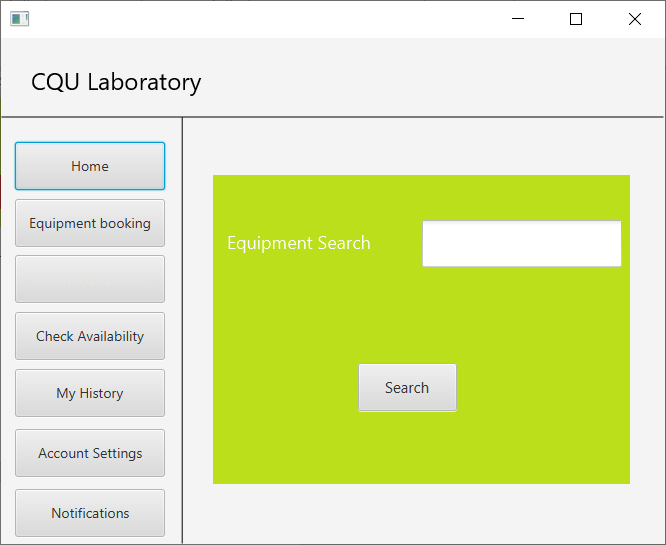 CQU Laboratory
Home
Equipment booking
Check Availability
My History
Account Settings
Notifications
Equipment Search
Search